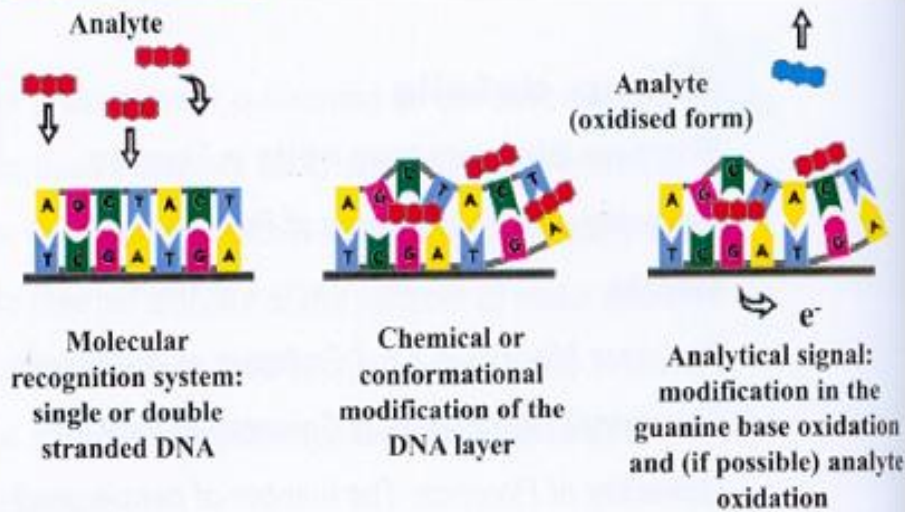 Analyte
Analyte
(oxidised form)
A G C T A C T
T C G A T G A
A G C T A C T
T C G A T G A
A G C T A C T
T C G A T G A
e-
Molecular
recognition system:
single or double
stranded DNA
Chemical or
conformational
modification of the
DNA layer
Analytical signal:
modification in the
guanine base oxidation
and (if possible) analyte
oxidation